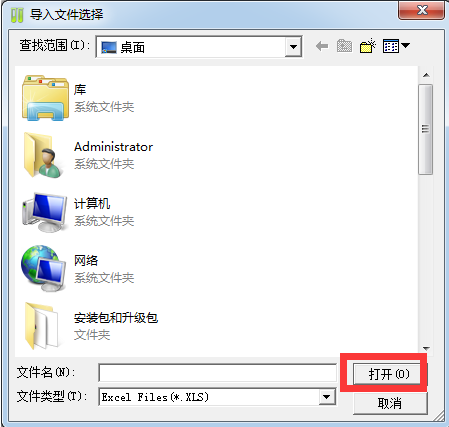 导入文件选择
查找范围(I): 桌面
库
系统文件夹
Administrator
系统文件夹
计算机
系统文件夹
网络
系统文件夹
安装包和升级包
文件夹
文件名(N): 打开(O)
文件类型(T): Excel Files(*.XLS) 取消